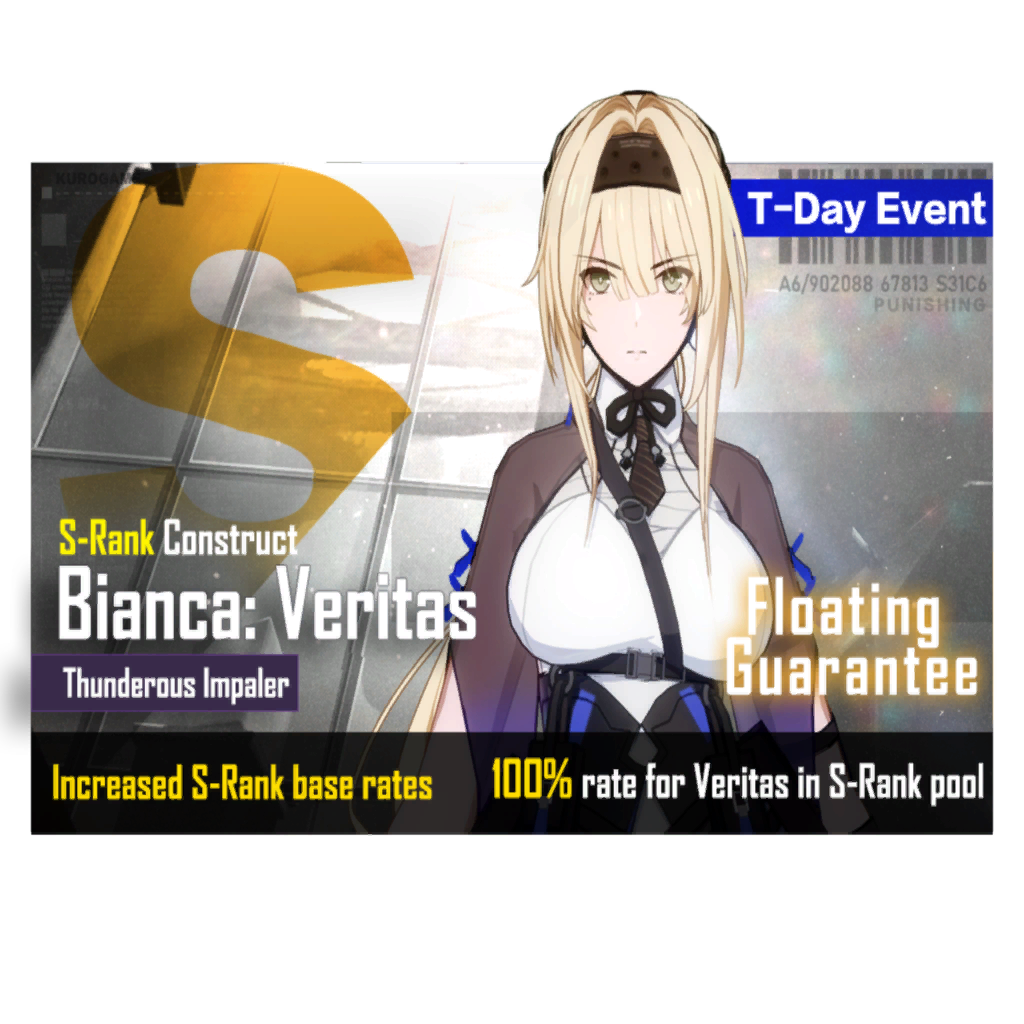 KUROGAM
T-Day Event
A6/902088 67813 S31C6
PUNISHING
S-Rank Construct
Bianca: Veritas
Thunderous Impaler
Floating
Guarantee
Increased S-Rank base rates
100% rate for Veritas in S-Rank pool